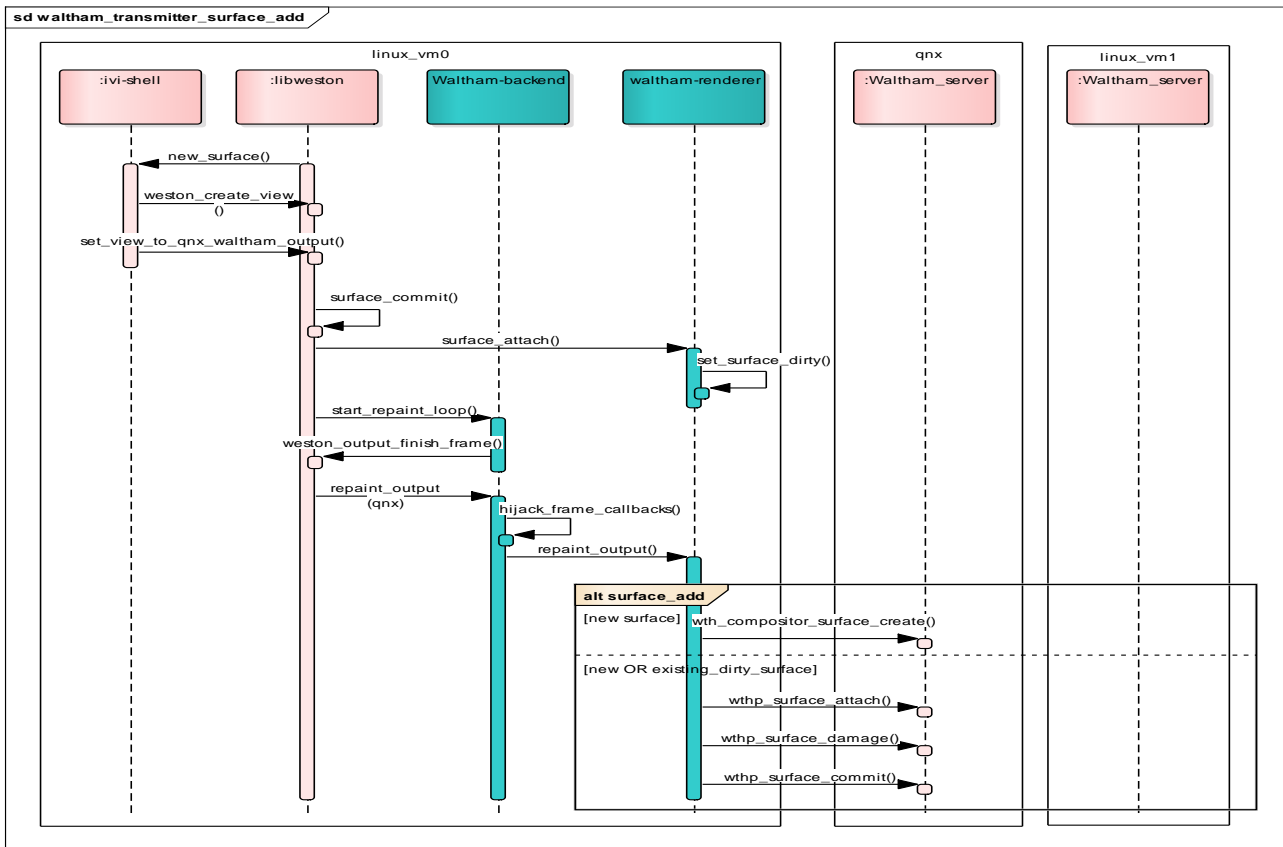 sd waltham_transmitter_surface_add
linux_vm0
qnx
linux_vm1
:ivi-shell
:libweston
Waltham-backend
waltham-renderer
:Waltham_server
:Waltham_server
new_surface()
weston_create_view
()
set_view_to_qnx_waltham_output()
surface_commit()
surface_attach()
set_surface_dirty()
start_repaint_loop()
weston_output_finish_frame()
repaint_output
(qnx)
hijack_frame_callbacks()
repaint_output()
alt surface_add
[new surface]
wth_compositor_surface_create()
[new OR existing_dirty_surface]
wthp_surface_attach()
wthp_surface_damage()
wthp_surface_commit()